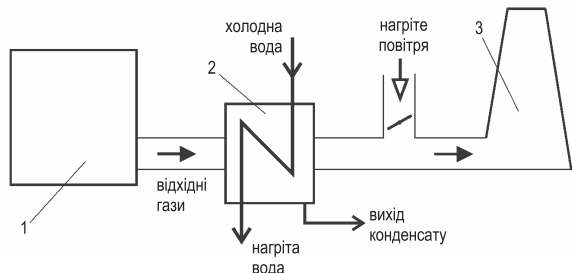 холодна
вода
нагріте
повітря
3
2
відхідні
гази
1
вихід
конденсату
нагріта
вода